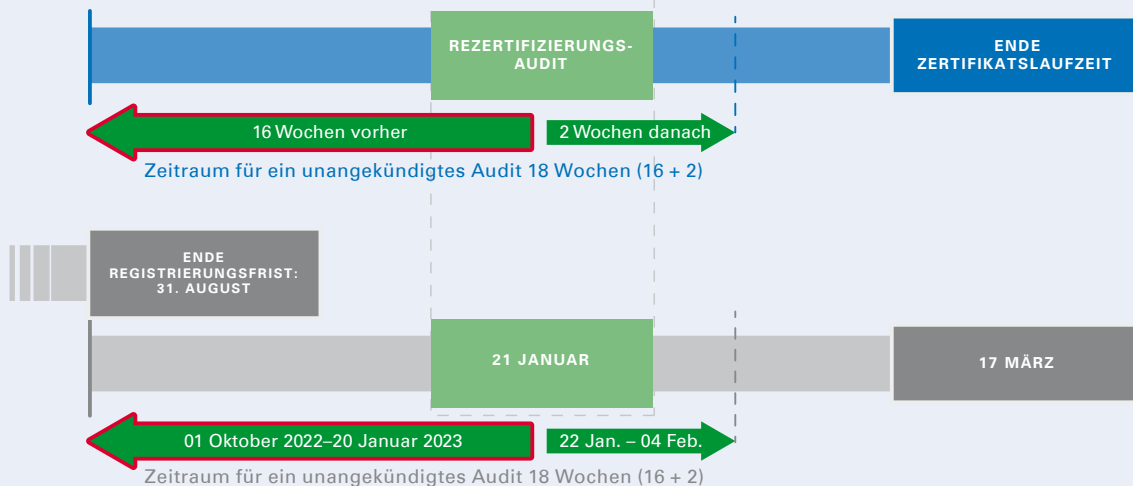 REZERTIFIZIERUNGS-
AUDIT
ENDE
ZERTIFIKATSLAUFZEIT
16 Wochen vorher
2 Wochen danach
Zeitraum für ein unangekündigtes Audit 18 Wochen (16 + 2)
ENDE
REGISTRIERUNGSFRIST:
31. AUGUST
21 JANUAR
17 MÄRZ
01 Oktober 2022–20 Januar 2023
22 Jan. – 04 Feb.
Zeitraum für ein unangekündigtes Audit 18 Wochen (16 + 2)